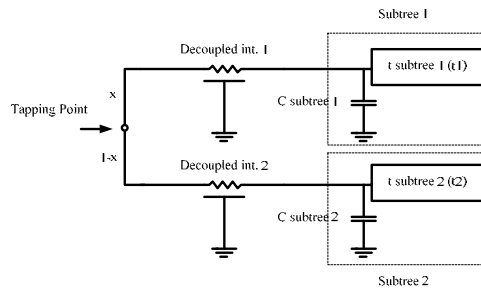 Subtree 1
Decoupled int. 1
t subtree 1 (t1)
x
C subtree 1
Tapping Point
1-x
Decoupled int. 2
t subtree 2 (t2)
C subtree 2
Subtree 2